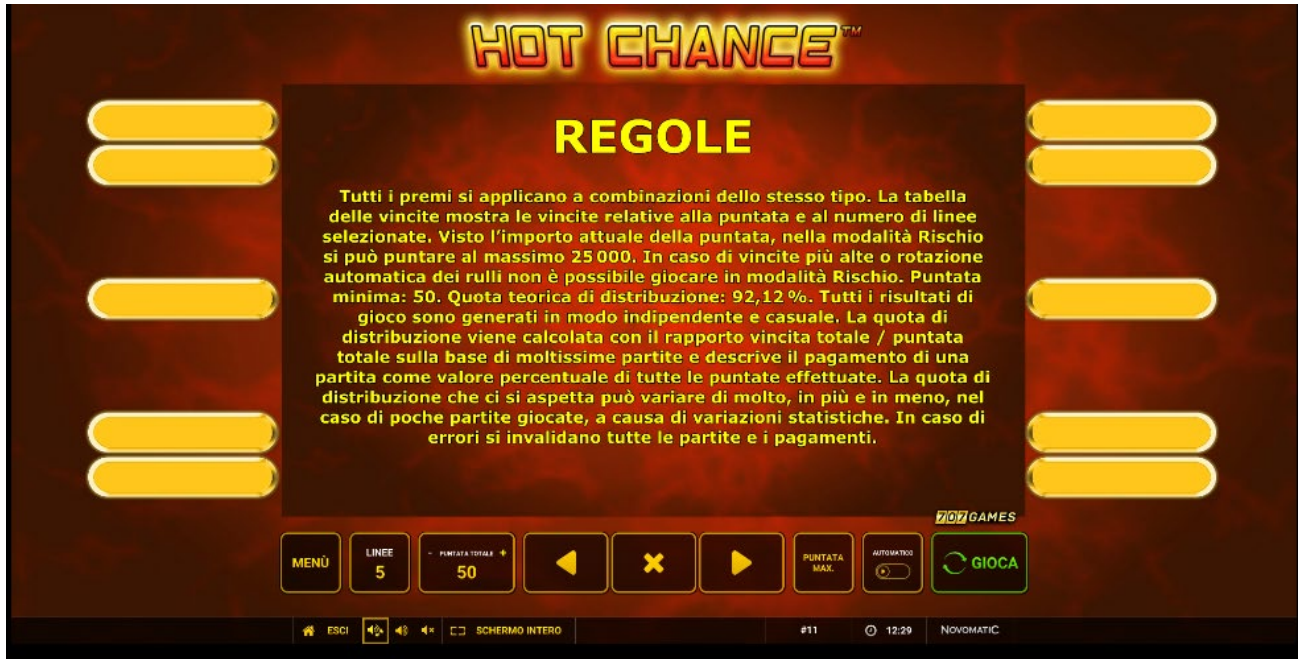 HOT CHANCE™
REGOLE
Tutti i premi si applicano a combinazioni dello stesso tipo. La tabella
delle vincite mostra le vincite relative alla puntata e al numero di linee
selezionate. Visto l'importo attuale della puntata, nella modalità Rischio
si può puntare al massimo 25 000. In caso di vincite più alte o rotazione
automatica dei rulli non è possibile giocare in modalità Rischio. Puntata
minima: 50. Quota teorica di distribuzione: 92,12 %. Tutti i risultati di
gioco sono generati in modo indipendente e casuale. La quota di
distribuzione viene calcolata con il rapporto vincita totale / puntata
totale sulla base di moltissime partite e descrive il pagamento di una
partita come valore percentuale di tutte le puntate effettuate. La quota di
distribuzione che ci si aspetta può variare di molto, in più e in meno, nel
caso di poche partite giocate, a causa di variazioni statistiche. In caso di
errori si invalidano tutte le partite e i pagamenti.
707 GAMES
MENÙ
LINEE
5
- PUNTATA TOTALE +
50
PUNTATA
MAX.
AUTOMATICO
GIOCA
ESCI
SCHERMO INTERO
#11
12:29
NOVOMATIC